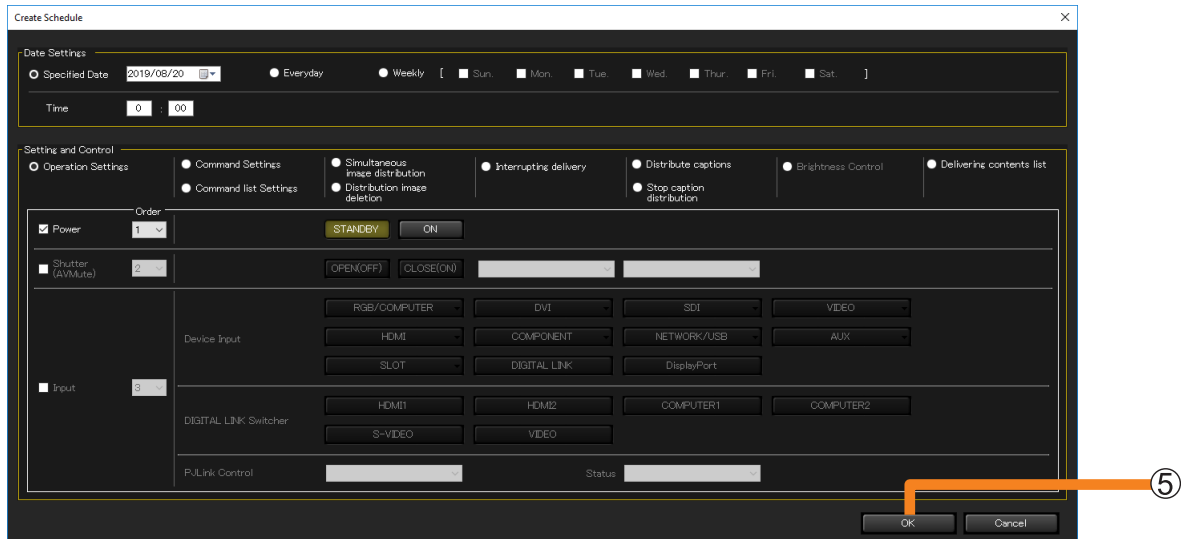 Create Schedule
Date Settings
Specified Date 2019/08/20 Everyday Weekly [ Sun. Mon. Tue. Wed. Thur. Fri. Sat. ]
Time 0 : 00
Setting and Control
Operation Settings Command Settings Simultaneous image distribution Interrupting delivery Distribute captions Brightness Control Delivering contents list
Command list Settings Distribution image deletion Stop caption distribution
Order
Power 1 STANDBY ON
Shutter (AVMute) 2 OPEN(OFF) CLOSE(ON)
RGB/COMPUTER DVI SDI VIDEO
Device Input HDMI COMPONENT NETWORK/USB AUX
SLOT DIGITAL LINK DisplayPort
Input 3
HDMI1 HDMI2 COMPUTER1 COMPUTER2
DIGITAL LINK Switcher
S-VIDEO VIDEO
PJLink Control Status
⑤
OK Cancel